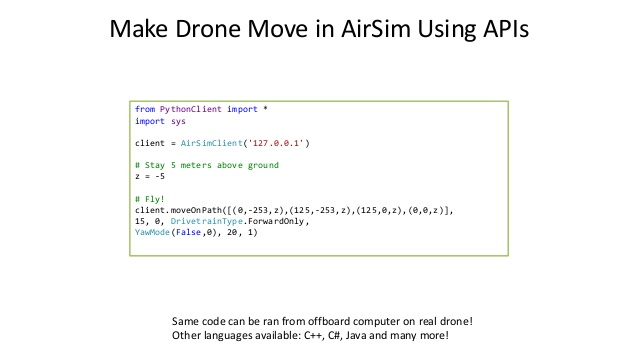 Make Drone Move in AirSim Using APIs
from PythonClient import *
import sys
client = AirSimClient('127.0.0.1')
# Stay 5 meters above ground
z = -5
# Fly!
client.moveOnPath([(0,-253,z),(125,-253,z),(125,0,z),(0,0,z)],
15, 0, DrivetrainType.ForwardOnly,
YawMode(False,0), 20, 1)
Same code can be ran from offboard computer on real drone!
Other languages available: C++, C#, Java and many more!